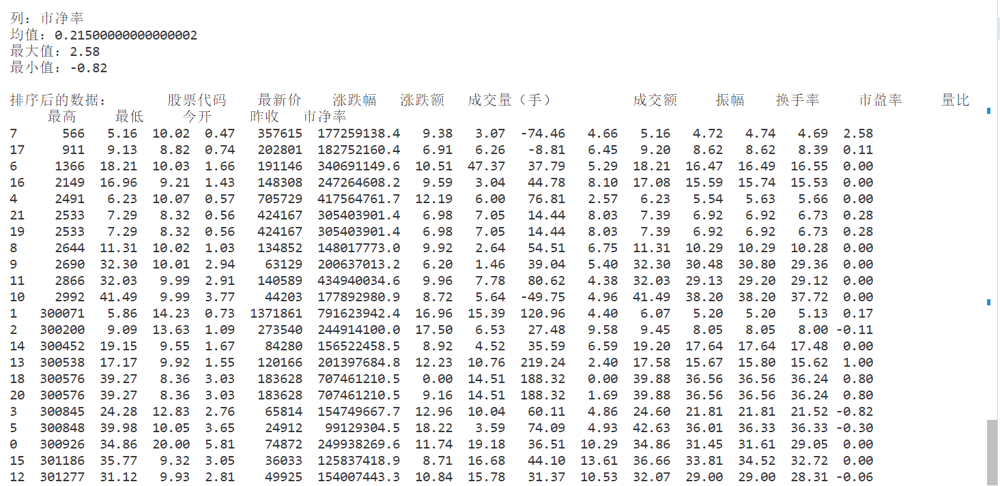 列: 市净率
均值: 0.21500000000000002
最大值: 2.58
最小值: -0.82
排序后的数据: 股票代码 最新价 涨跌幅 涨跌额 成交量（手） 成交额 振幅 换手率 市盈率 量比
最高 最低 今开 昨收 市净率
7 566 5.16 10.02 0.47 357615 177259138.4 9.38 3.07 -74.46 4.66 5.16 4.72 4.74 4.69 2.58
17 911 9.13 8.82 0.74 202801 182752160.4 6.91 6.26 -8.81 6.45 9.20 8.62 8.62 8.39 0.11
6 1366 18.21 10.03 1.66 191146 340691149.6 10.51 47.37 37.79 5.29 18.21 16.47 16.49 16.55 0.00
16 2149 16.96 9.21 1.43 148308 247264608.2 9.59 3.04 44.78 8.10 17.08 15.59 15.74 15.53 0.00
4 2491 6.23 10.07 0.57 705729 417564761.7 12.19 6.00 76.81 2.57 6.23 5.54 5.63 5.66 0.00
21 2533 7.29 8.32 0.56 424167 305403901.4 6.98 7.05 14.44 8.03 7.39 6.92 6.92 6.73 0.28
19 2533 7.29 8.32 0.56 424167 305403901.4 6.98 7.05 14.44 8.03 7.39 6.92 6.92 6.73 0.28
8 2644 11.31 10.02 1.03 134852 148017773.0 9.92 2.64 54.51 6.75 11.31 10.29 10.29 10.28 0.00
9 2690 32.30 10.01 2.94 63129 200637013.2 6.20 1.46 39.04 5.40 32.30 30.48 30.80 29.36 0.00
11 2866 32.03 9.99 2.91 140589 434940034.6 9.96 7.78 80.62 4.38 32.03 29.13 29.20 29.12 0.00
10 2992 41.49 9.99 3.77 44203 177892980.9 8.72 5.64 -49.75 4.96 41.49 38.20 38.20 37.72 0.00
1 300071 5.86 14.23 0.73 1371861 791623942.4 16.96 15.39 120.96 4.40 6.07 5.20 5.20 5.13 0.17
2 300200 9.09 13.63 1.09 273540 244914100.0 17.50 6.53 27.48 9.58 9.45 8.05 8.05 8.00 -0.11
14 300452 19.15 9.55 1.67 84280 156522458.5 8.92 4.52 35.59 6.59 19.20 17.64 17.64 17.48 0.00
13 300538 17.17 9.92 1.55 120166 201397684.8 12.23 10.76 219.24 2.40 17.58 15.67 15.80 15.62 1.00
18 300576 39.27 8.36 3.03 183628 707461210.5 0.00 14.51 188.32 0.00 39.88 36.56 36.56 36.24 0.80
20 300576 39.27 8.36 3.03 183628 707461210.5 9.16 14.51 188.32 1.69 39.88 36.56 36.56 36.24 0.80
3 300845 24.28 12.83 2.76 65814 154749667.7 12.96 10.04 60.11 4.86 24.60 21.81 21.81 21.52 -0.82
5 300848 39.98 10.05 3.65 24912 99129304.5 18.22 3.59 74.09 4.93 42.63 36.01 36.33 36.33 -0.30
0 300926 34.86 20.00 5.81 74872 249938269.6 11.74 19.18 36.51 10.29 34.86 31.45 31.61 29.05 0.00
15 301186 35.77 9.32 3.05 36033 125837418.9 8.71 16.68 44.10 13.61 36.66 33.81 34.52 32.72 0.00
12 301277 31.12 9.93 2.81 49925 154007443.3 10.84 15.78 31.37 10.53 32.07 29.00 29.00 28.31 -0.06